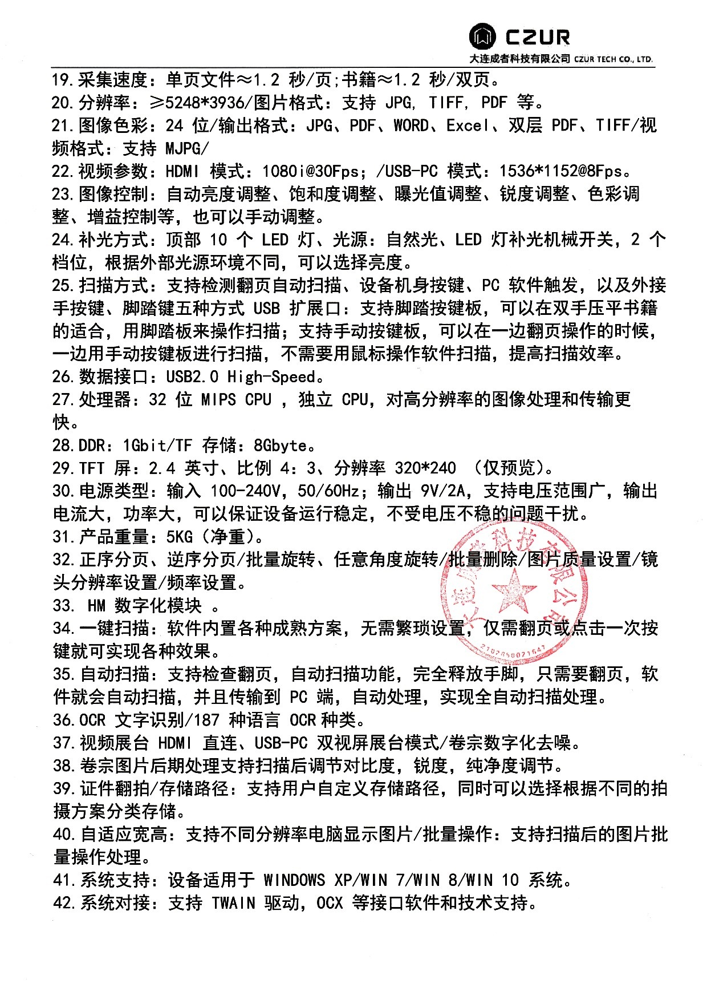 CZUR
大连成者科技有限公司 CZUR TECH CO., LTD.
19.采集速度：单页文件≈1.2 秒/页;书籍≈1.2 秒/双页。
20.分辨率：≥5248*3936/图片格式：支持 JPG, TIFF, PDF 等。
21.图像色彩：24 位/输出格式：JPG、PDF、WORD、Excel、双层 PDF、TIFF/视
频格式：支持 MJPG/
22.视频参数：HDMI 模式：1080i@30Fps；/USB-PC 模式：1536*1152@8Fps。
23.图像控制：自动亮度调整、饱和度调整、曝光值调整、锐度调整、色彩调
整、增益控制等，也可以手动调整。
24.补光方式：顶部 10 个 LED 灯、光源：自然光、LED 灯补光机械开关，2 个
档位，根据外部光源环境不同，可以选择亮度。
25.扫描方式：支持检测翻页自动扫描、设备机身按键、PC 软件触发，以及外接
手按键、脚踏键五种方式 USB 扩展口：支持脚踏按键板，可以在双手压平书籍
的适合，用脚踏板来操作扫描；支持手动按键板，可以在一边翻页操作的时候，
一边用手动按键板进行扫描，不需要用鼠标操作软件扫描，提高扫描效率。
26.数据接口：USB2.0 High-Speed。
27.处理器：32 位 MIPS CPU ，独立 CPU，对高分辨率的图像处理和传输更
快。
28.DDR：1Gbit/TF 存储：8Gbyte。
29.TFT 屏：2.4 英寸、比例 4：3、分辨率 320*240 （仅预览）。
30.电源类型：输入 100-240V，50/60Hz；输出 9V/2A，支持电压范围广，输出
电流大，功率大，可以保证设备运行稳定，不受电压不稳的问题干扰。
31.产品重量：5KG（净重）。
32.正序分页、逆序分页/批量旋转、任意角度旋转/批量删除/图片质量设置/镜
头分辨率设置/频率设置。
33. HM 数字化模块 。
34.一键扫描：软件内置各种成熟方案，无需繁琐设置，仅需翻页或点击一次按
键就可实现各种效果。
35.自动扫描：支持检查翻页，自动扫描功能，完全释放手脚，只需要翻页，软
件就会自动扫描，并且传输到 PC 端，自动处理，实现全自动扫描处理。
36.OCR 文字识别/187 种语言 OCR种类。
37.视频展台 HDMI 直连、USB-PC 双视屏展台模式/卷宗数字化去噪。
38.卷宗图片后期处理支持扫描后调节对比度，锐度，纯净度调节。
39.证件翻拍/存储路径：支持用户自定义存储路径，同时可以选择根据不同的拍
摄方案分类存储。
40.自适应宽高：支持不同分辨率电脑显示图片/批量操作：支持扫描后的图片批
量操作处理。
41.系统支持：设备适用于 WINDOWS XP/WIN 7/WIN 8/WIN 10 系统。
42.系统对接：支持 TWAIN 驱动，OCX 等接口软件和技术支持。
大连成者科技有限公司